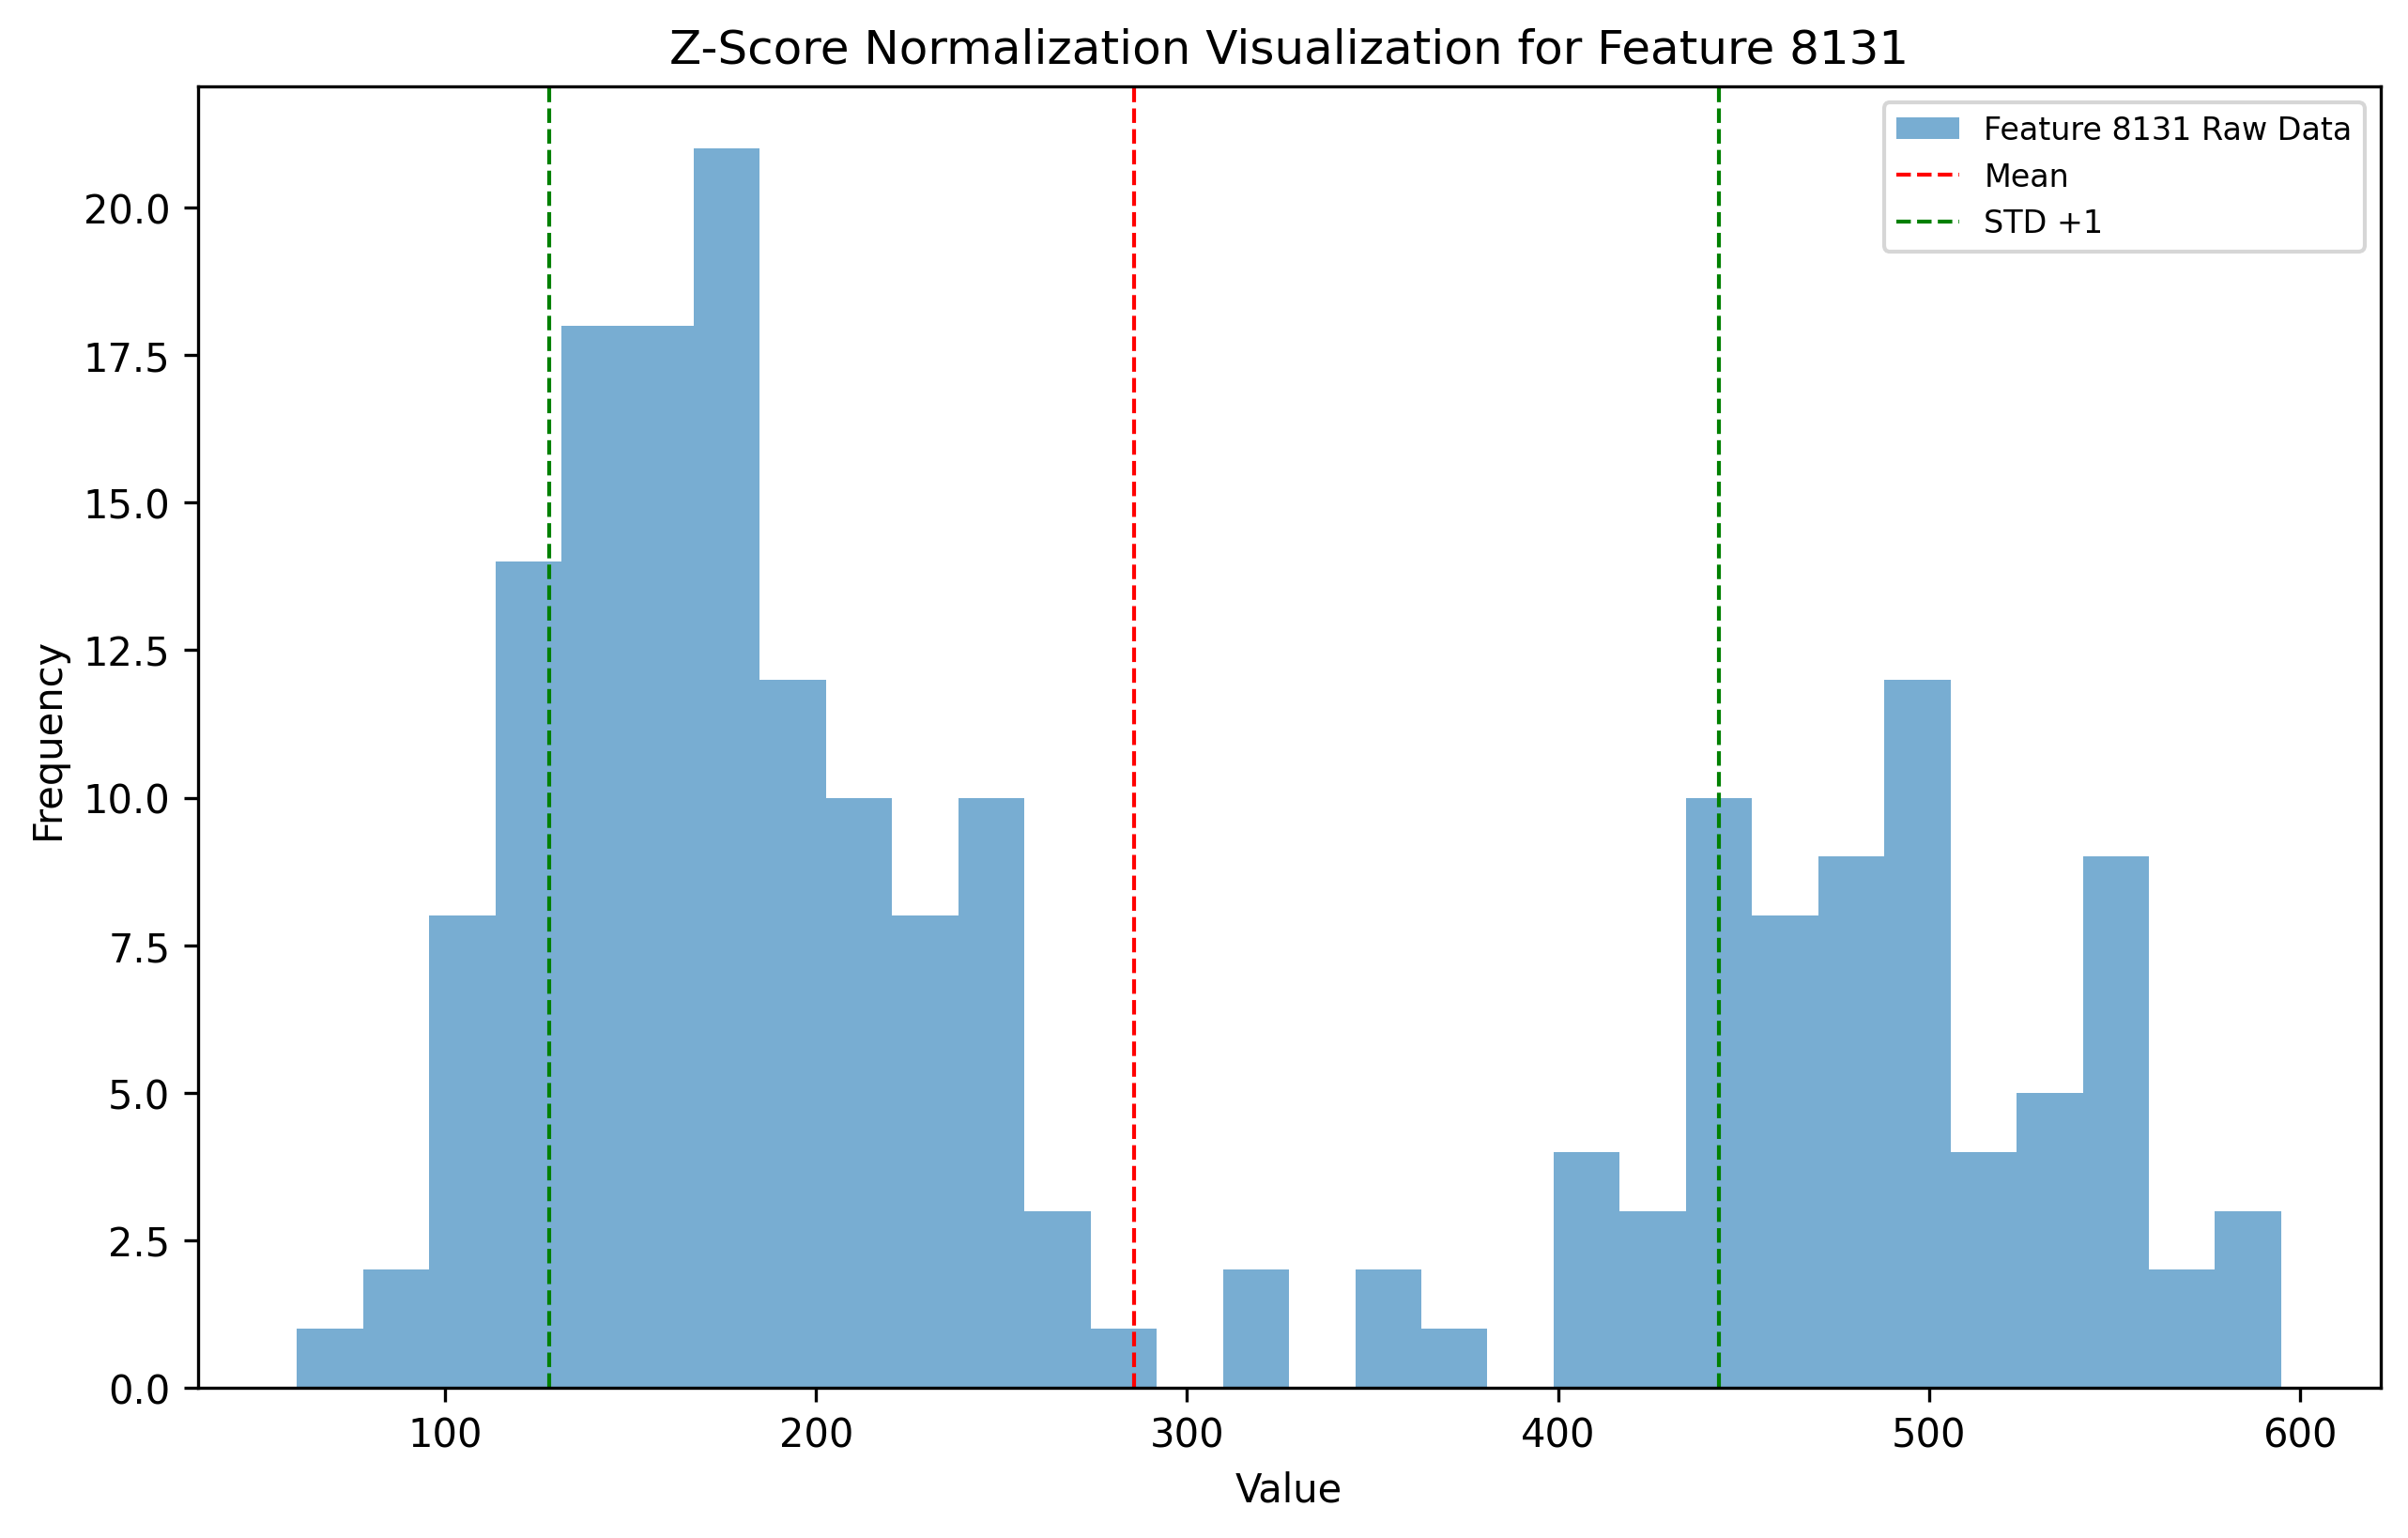 Z-Score Normalization Visualization for Feature 8131
Feature 8131 Raw Data
Mean
STD +1
20.0
17.5
15.0
12.5
10.0
7.5
5.0
2.5
0.0
Frequency
100 200 300 400 500 600
Value